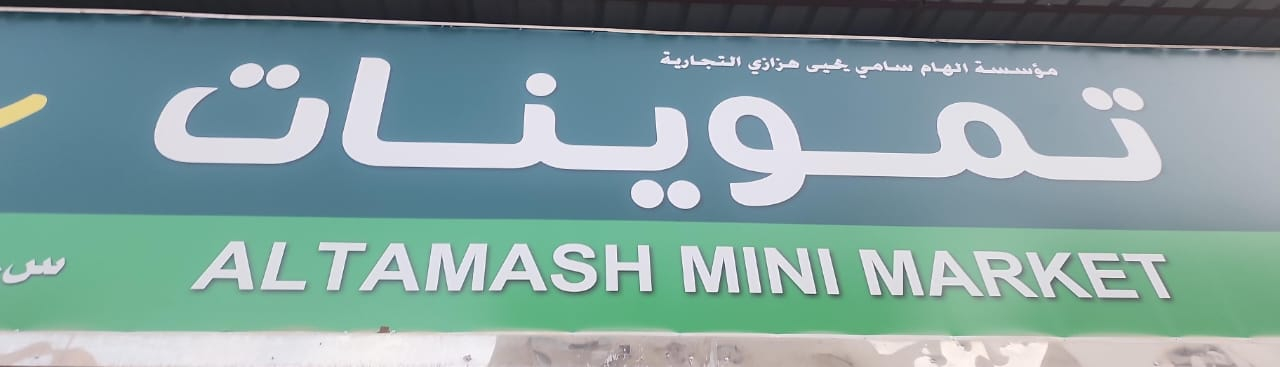 مؤسسة الهام سامي يحيى هزازي التجارية
تموينات
ALTAMASH MINI MARKET